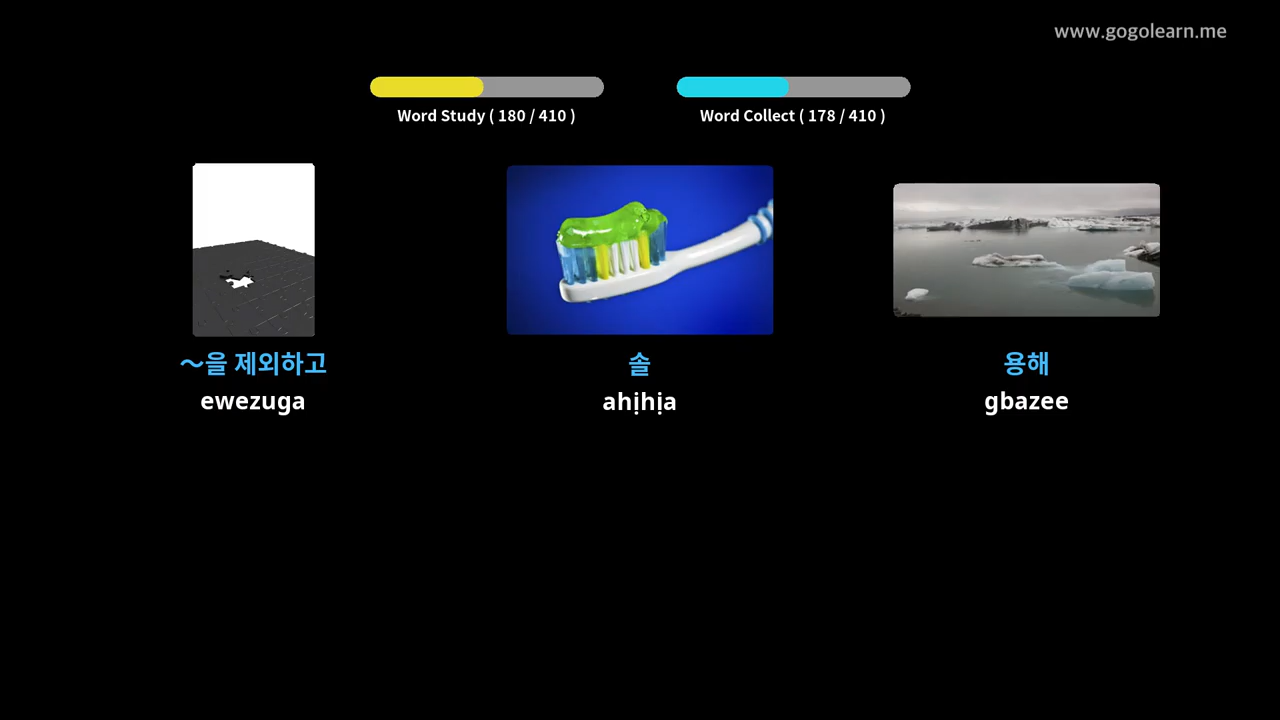 www.gogolearn.me
Word Study ( 180 / 410 )
Word Collect ( 178 / 410 )
～을 제외하고
ewezuga
솔
ahịhịa
용해
gbazee